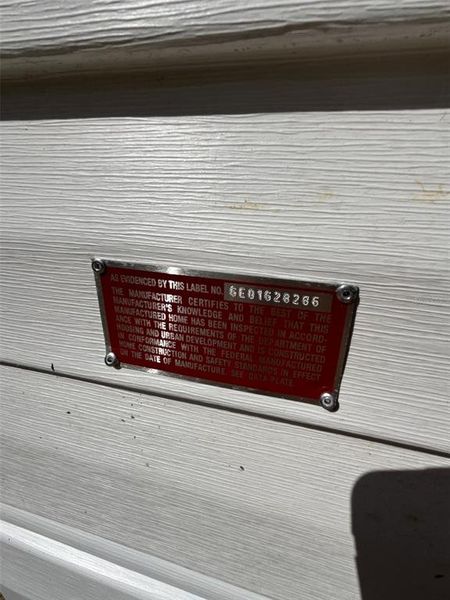 AS EVIDENCED BY THIS LABEL NO. GEO1628286
THE MANUFACTURER CERTIFIES TO THE BEST OF THE
MANUFACTURER'S KNOWLEDGE AND BELIEF THAT THIS
MANUFACTURED HOME HAS BEEN INSPECTED IN ACCORD-
ANCE WITH THE REQUIREMENTS OF THE DEPARTMENT OF
HOUSING AND URBAN DEVELOPMENT AND IS CONSTRUCTED
IN CONFORMANCE WITH THE FEDERAL MANUFACTURED
HOME CONSTRUCTION AND SAFETY STANDARDS IN EFFECT
ON THE DATE OF MANUFACTURE. SEE DATA PLATE